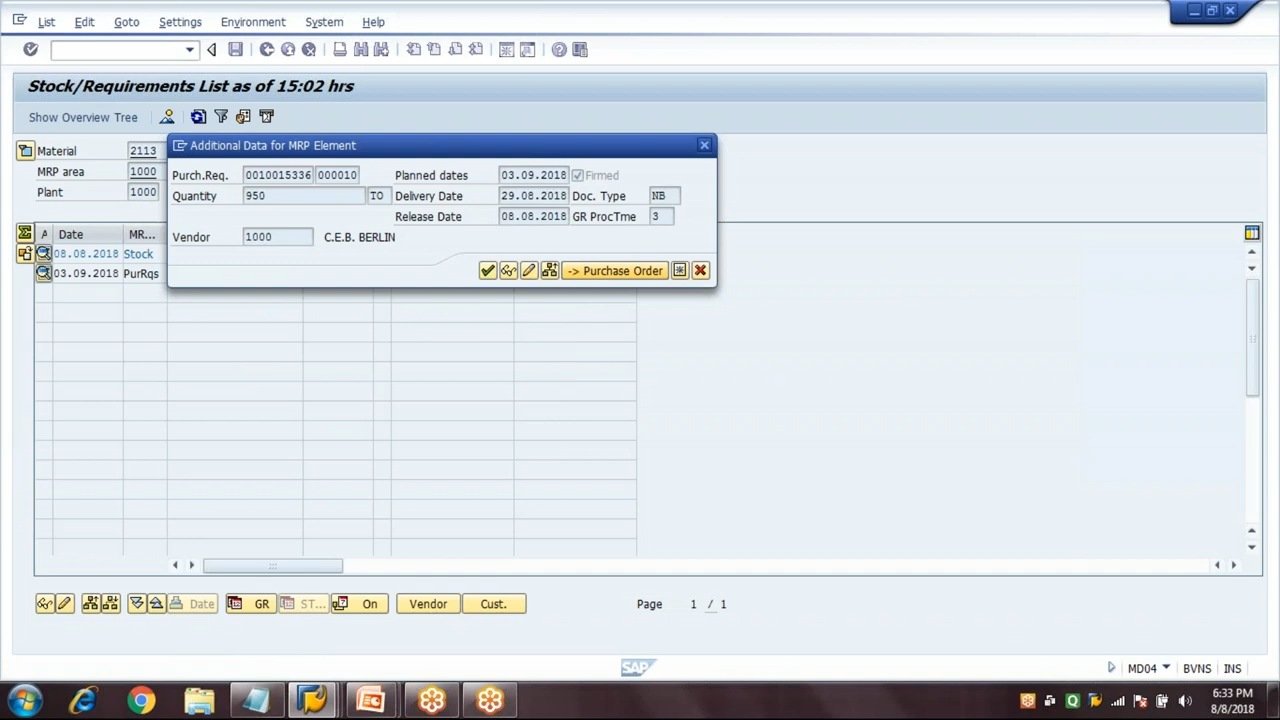 List Edit Goto Settings Environment System Help
Stock/Requirements List as of 15:02 hrs
Show Overview Tree
Additional Data for MRP Element
Material 2113
MRP area 1000
Plant 1000
Purch.Req. 0010015336 000010 Planned dates 03.09.2018 Firmed
Quantity 950 TO Delivery Date 29.08.2018 Doc. Type NB
Release Date 08.08.2018 GR ProcTme 3
Vendor 1000 C.E.B. BERLIN
-> Purchase Order
A Date MR...
08.08.2018 Stock
03.09.2018 PurRqs
Date GR ST... On Vendor Cust. Page 1 / 1
SAP MD04 BVNS INS
6:33 PM
8/8/2018